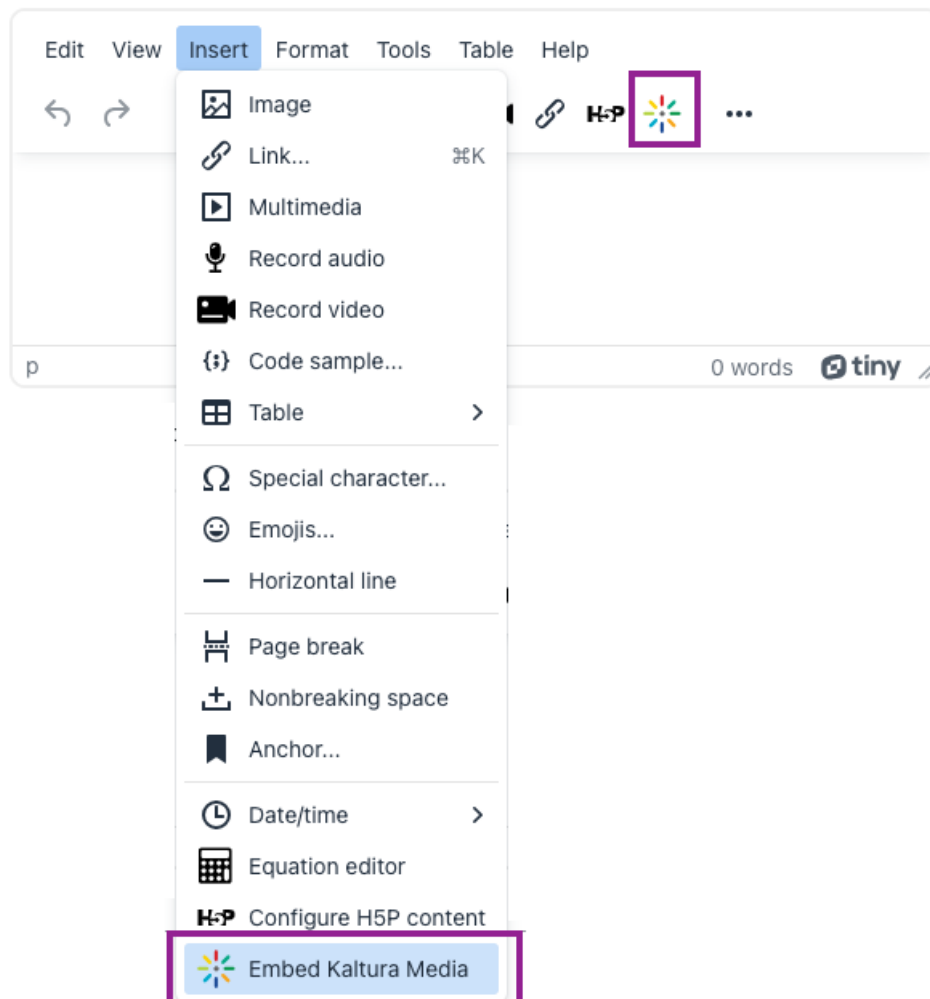 Edit View Insert Format Tools Table Help
Image
H5P
Link... ⌘K
Multimedia
Record audio
Record video
Code sample...
p 0 words tiny
Table
Special character...
Emojis...
Horizontal line
Page break
Nonbreaking space
Anchor...
Date/time
Equation editor
H5P Configure H5P content
Embed Kaltura Media